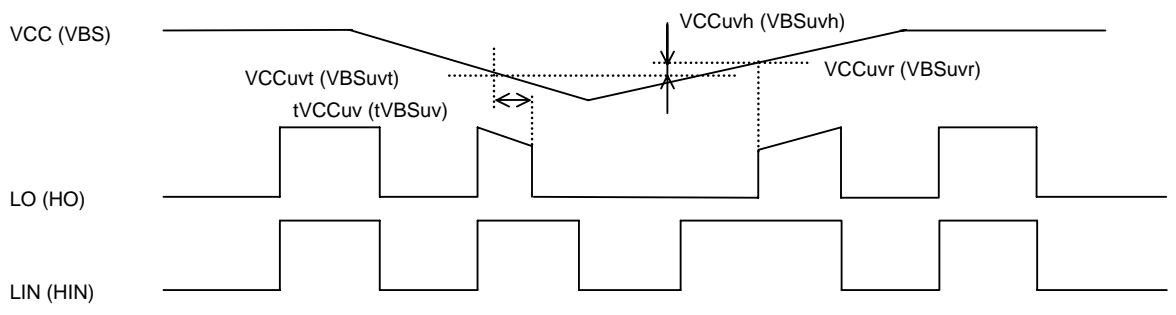 VCCuvh (VBSuvh)
VCC (VBS)
VCCuvt (VBSuvt)
VCCuvr (VBSuvr)
tVCCuv (tVBSuv)
LO (HO)
LIN (HIN)